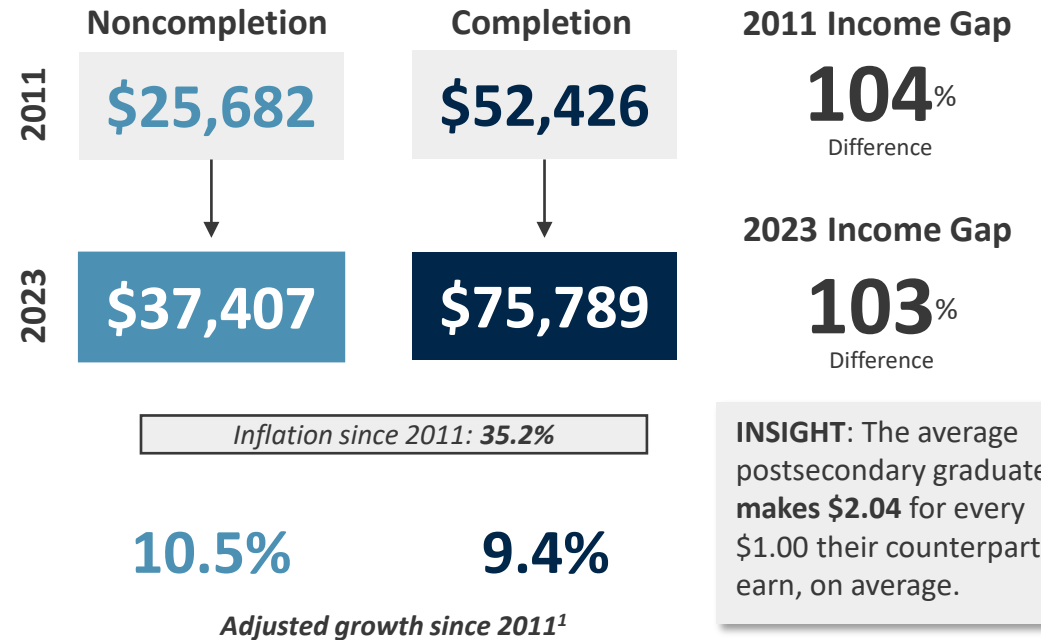 Noncompletion
Completion
2011 Income Gap
2011
$25,682
$52,426
104%
Difference
2023 Income Gap
2023
$37,407
$75,789
103%
Difference
Inflation since 2011: 35.2%
INSIGHT: The average
postsecondary graduate
makes $2.04 for every
$1.00 their counterpart
earn, on average.
10.5%
9.4%
Adjusted growth since 2011¹